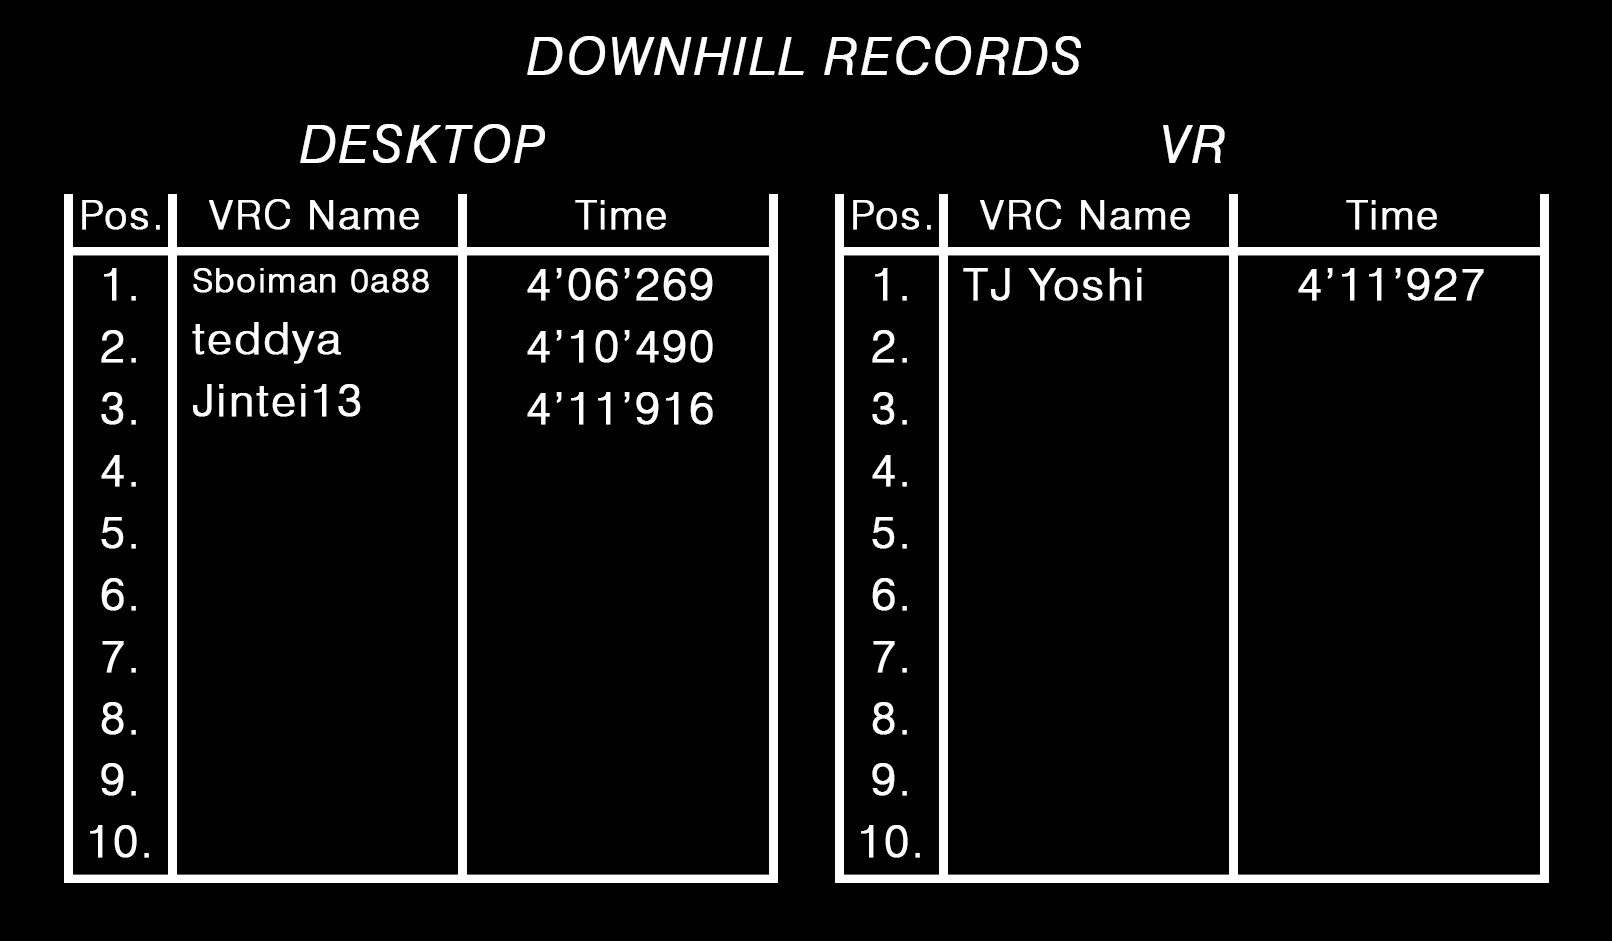 DOWNHILL RECORDS
DESKTOP
Pos. VRC Name Time
1. Sboiman 0a88 4’06’269
2. teddya 4’10’490
3. Jintei13 4’11’916
4.
5.
6.
7.
8.
9.
10.
VR
Pos. VRC Name Time
1. TJ Yoshi 4’11’927
2.
3.
4.
5.
6.
7.
8.
9.
10.